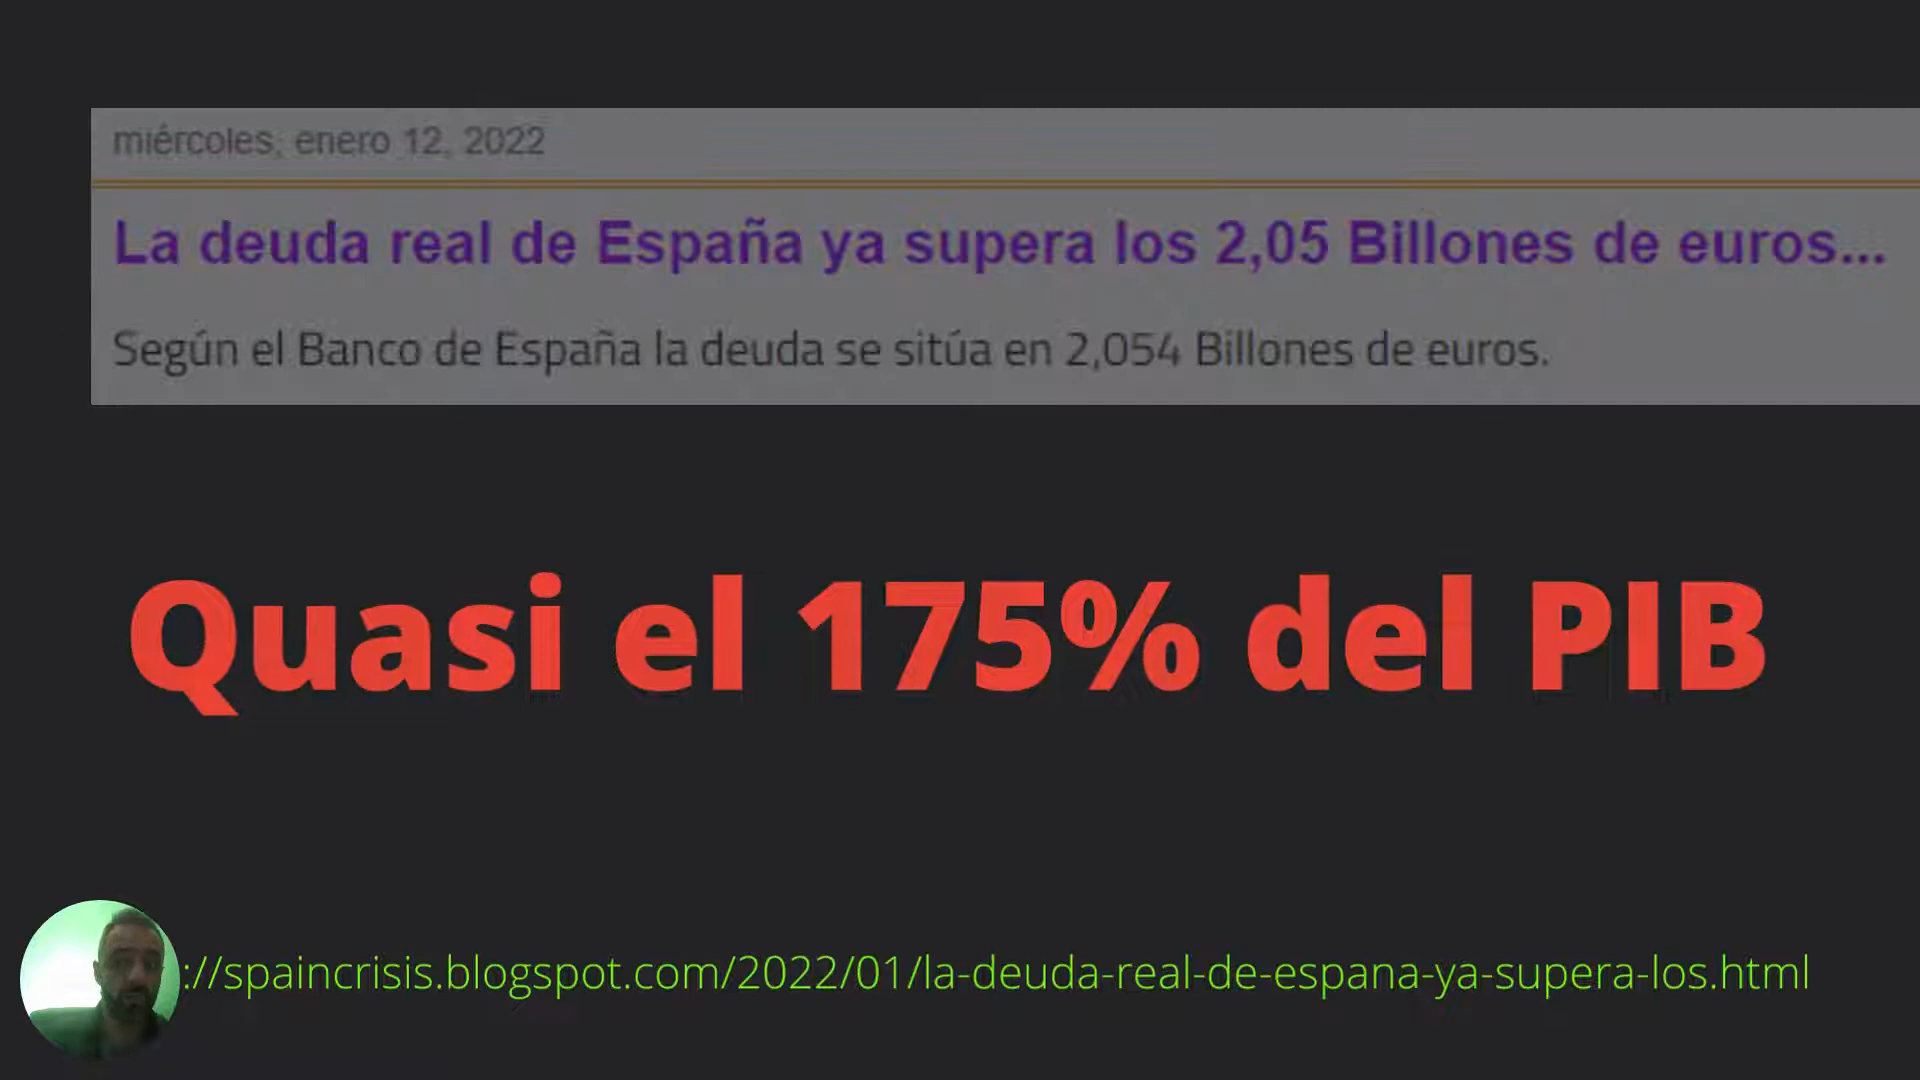 miércoles, enero 12, 2022
La deuda real de España ya supera los 2,05 Billones de euros...
Según el Banco de España la deuda se sitúa en 2,054 Billones de euros.
Quasi el 175% del PIB
://spaincrisis.blogspot.com/2022/01/la-deuda-real-de-espana-ya-supera-los.html